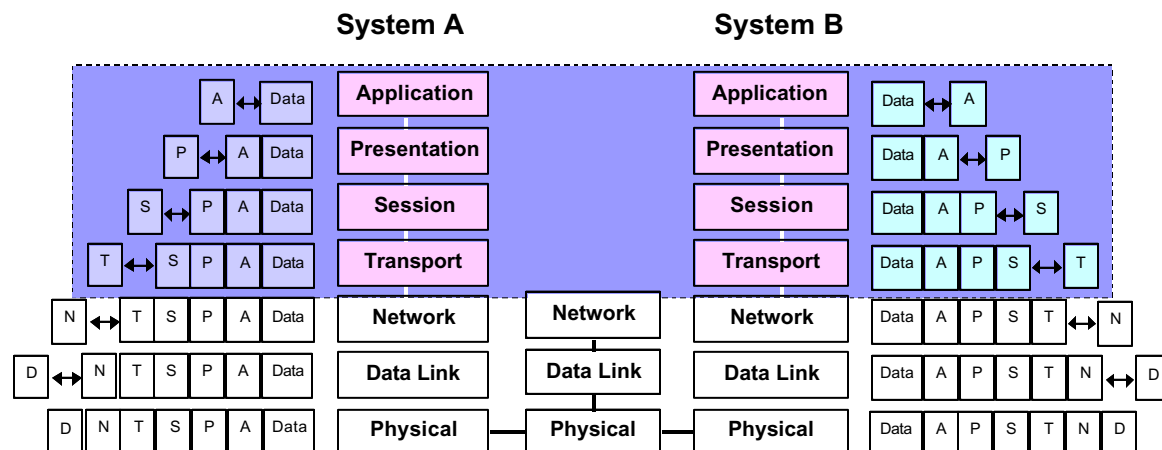 System A System B
A Data Application Application Data A
P A Data Presentation Presentation Data A P
S P A Data Session Session Data A P S
T S P A Data Transport Transport Data A P S T
N T S P A Data Network Network Network Data A P S T N
D N T S P A Data Data Link Data Link Data Link Data A P S T N D
D N T S P A Data Physical Physical Physical Data A P S T N D